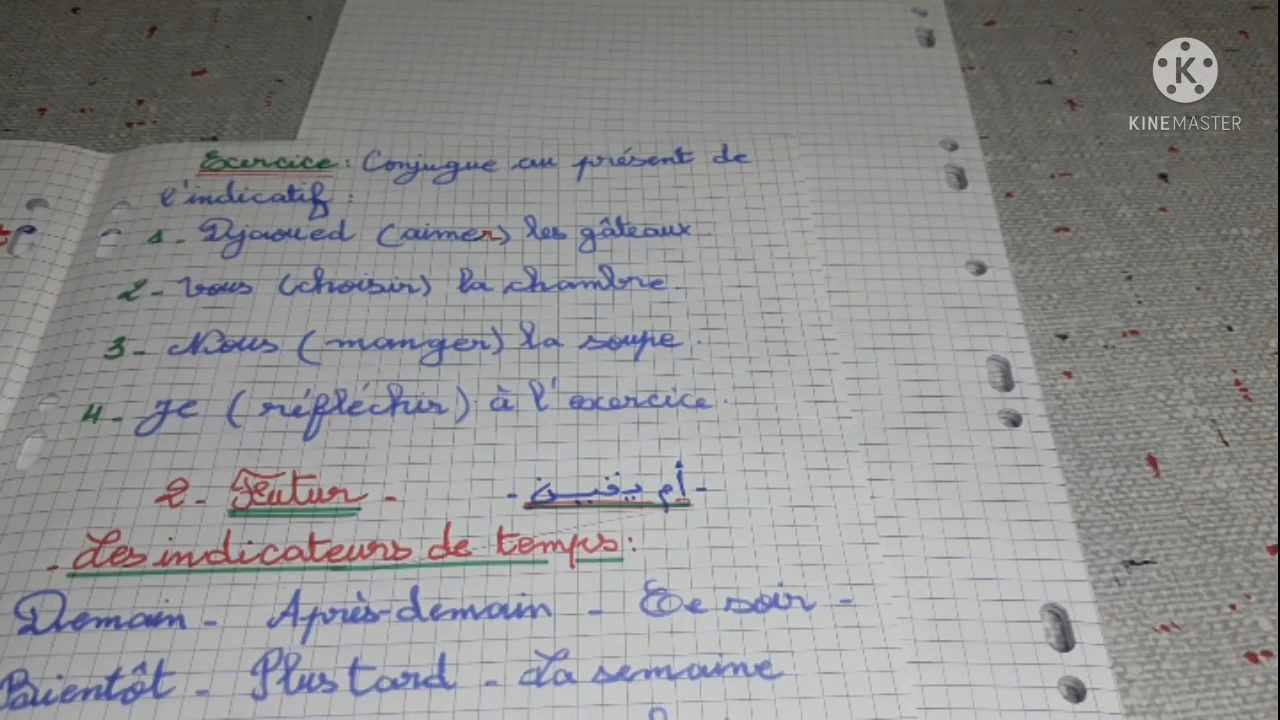 KINEMASTER
Exercice : Conjugue au présent de
l'indicatif :
1 - Djaoued (aimer) les gâteaux
2 - Vous (choisir) la chambre.
3 - Nous (manger) la soupe.
4 - Je (réfléchir) à l'exercice.
2 - Futur - - أم يقين -
- Les indicateurs de temps :
Demain - Après-demain - Ce soir -
Bientôt - Plus tard - La semaine